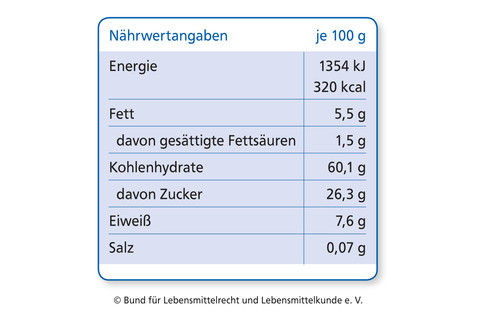 Nährwertangaben je 100 g
Energie 1354 kJ
320 kcal
Fett 5,5 g
davon gesättigte Fettsäuren 1,5 g
Kohlenhydrate 60,1 g
davon Zucker 26,3 g
Eiweiß 7,6 g
Salz 0,07 g
© Bund für Lebensmittelrecht und Lebensmittelkunde e. V.